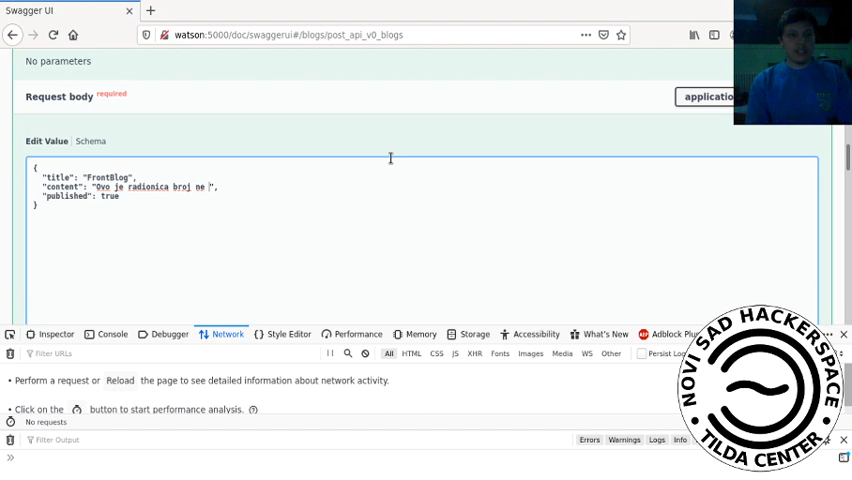 Swagger UI
watson:5000/doc/swaggerui#/blogs/post_api_v0_blogs
No parameters
Request body required
Edit Value Schema
{
"title": "FrontBlog",
"content": "Ovo je radionica broj ne ",
"published": true
}
Inspector Console Debugger Network Style Editor Performance Memory Storage Accessibility What's New Adblock Plus
Filter URLs All HTML CSS JS XHR Fonts Images Media WS Other Persist Log
• Perform a request or Reload the page to see detailed information about network activity.
• Click on the button to start performance analysis.
No requests
Filter Output Errors Warnings Logs Info
NOVI SAD HACKERSPACE
TILDA CENTER